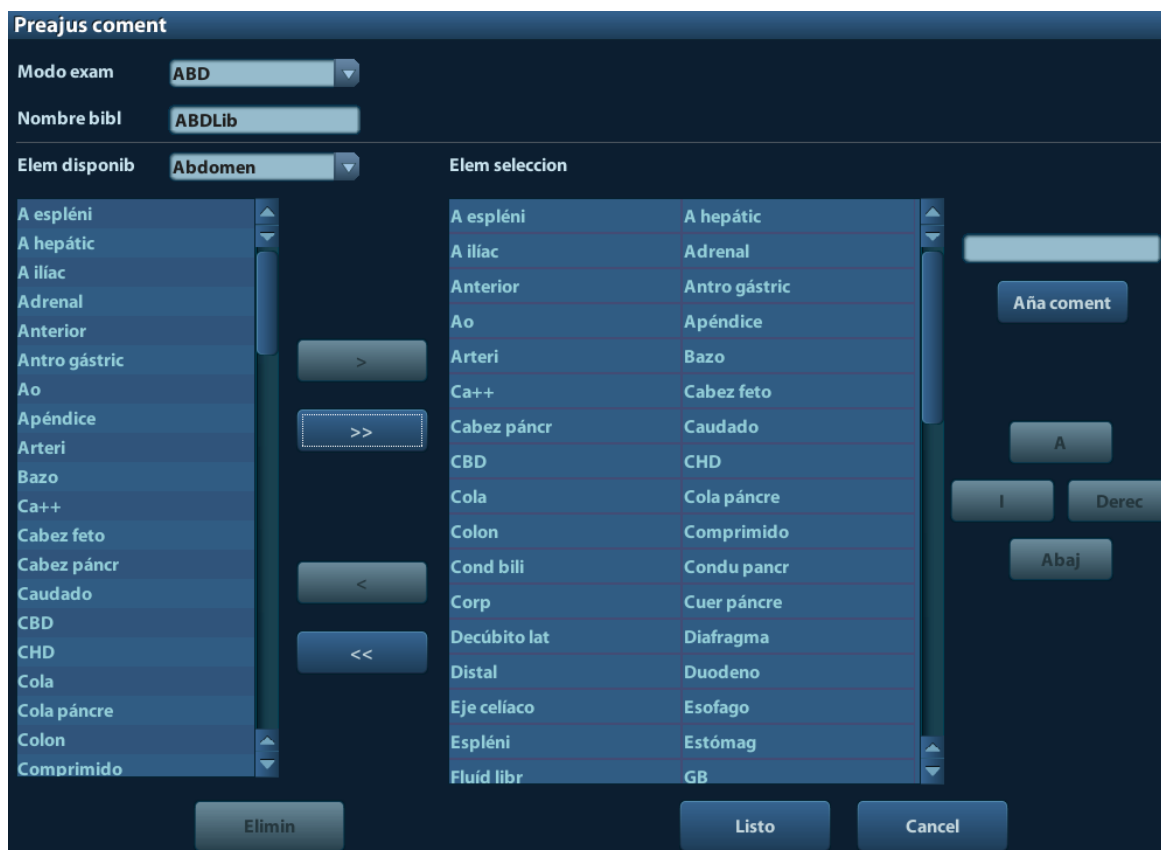 Preajus coment
Modo exam ABD
Nombre bibl ABDLib
Elem disponib Abdomen Elem seleccion
A espléni
A hepátic
A ilíac
Adrenal
Anterior
Antro gástric
Ao
Apéndice
Arteri
Bazo
Ca++
Cabez feto
Cabez páncr
Caudado
CBD
CHD
Cola
Cola páncre
Colon
Comprimido
>
>>
<
<<
A espléni A hepátic
A ilíac Adrenal
Anterior Antro gástric
Ao Apéndice
Arteri Bazo
Ca++ Cabez feto
Cabez páncr Caudado
CBD CHD
Cola Cola páncre
Colon Comprimido
Cond bili Condu pancr
Corp Cuer páncre
Decúbito lat Diafragma
Distal Duodeno
Eje celíaco Esofago
Espléni Estómag
Fluíd libr GB
Aña coment
A
I Derec
Abaj
Elimin Listo Cancel